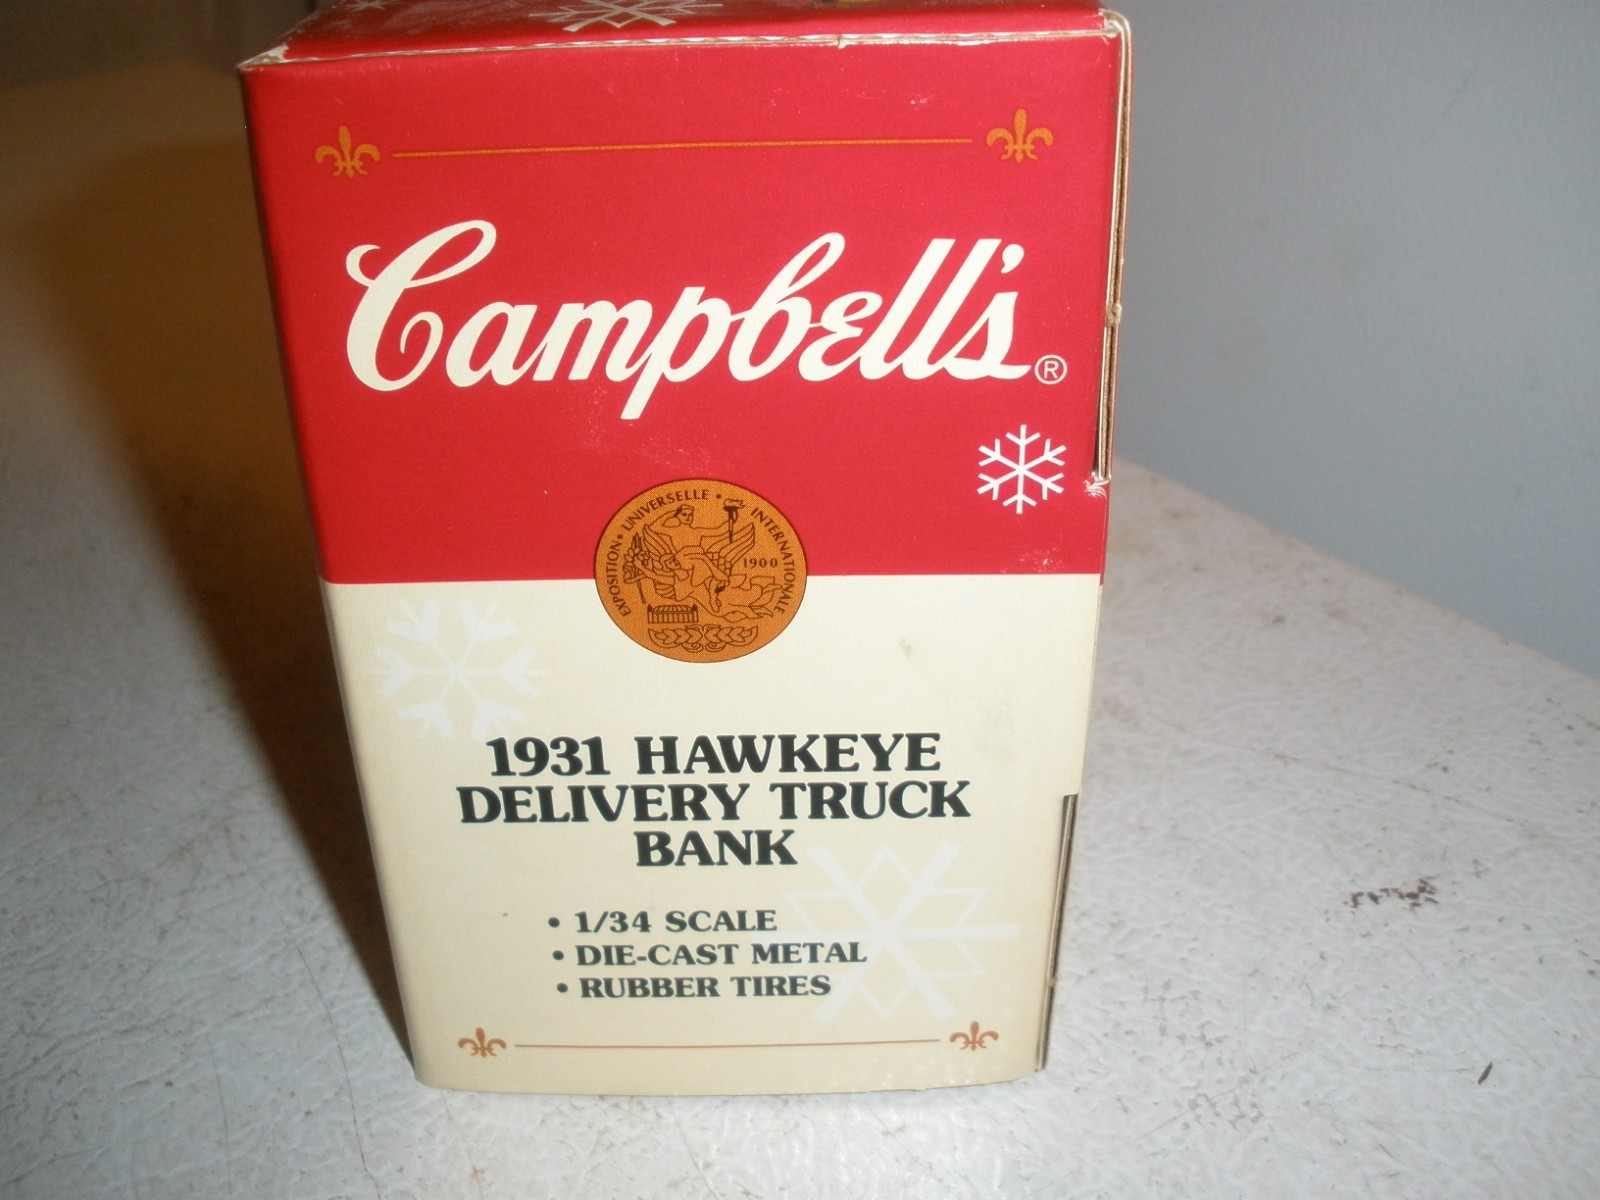 Campbell's®
EXPOSITION • UNIVERSELLE • INTERNATIONALE
1900
1931 HAWKEYE
DELIVERY TRUCK
BANK
• 1/34 SCALE
• DIE-CAST METAL
• RUBBER TIRES